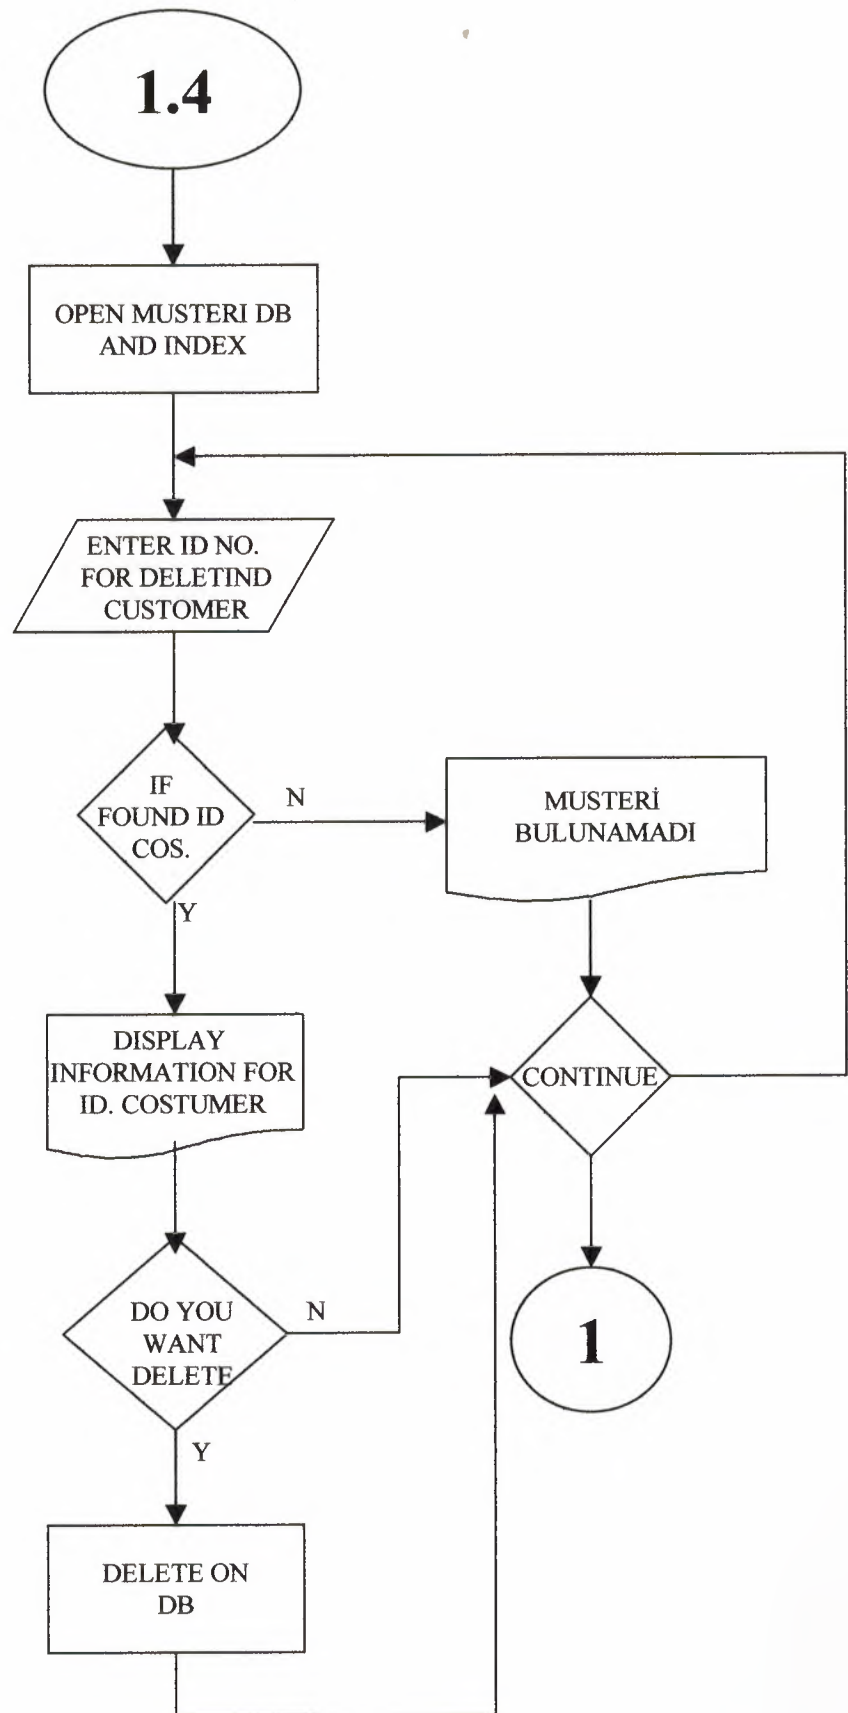 1.4
OPEN MUSTERI DB
AND INDEX
ENTER ID NO.
FOR DELETIND
CUSTOMER
IF
FOUND ID
COS.
N
MUSTERİ
BULUNAMADI
Y
DISPLAY
INFORMATION FOR
ID. COSTUMER
CONTINUE
DO YOU
WANT
DELETE
N
1
Y
DELETE ON
DB